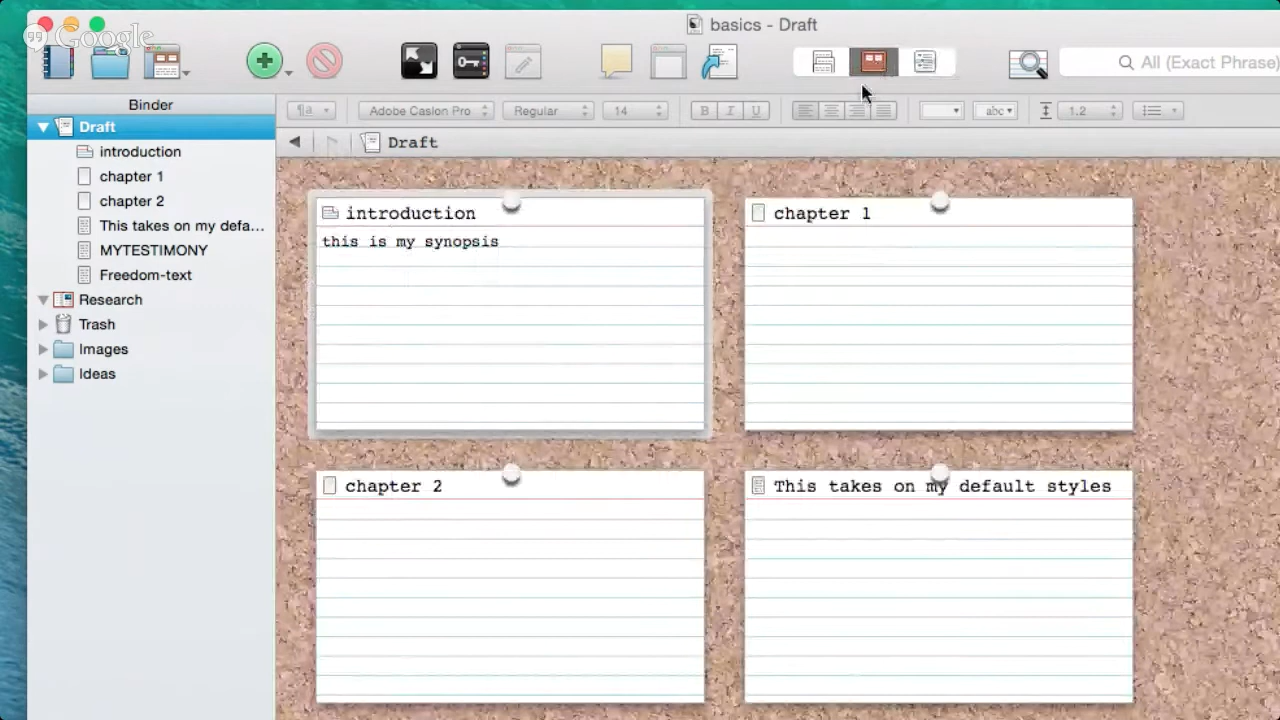 Google
basics - Draft
All (Exact Phrase)
Binder
¶a
Adobe Caslon Pro
Regular
14
B I U
abc
1.2
Draft
Draft
introduction
chapter 1
chapter 2
This takes on my defa...
MYTESTIMONY
Freedom-text
Research
Trash
Images
Ideas
introduction
this is my synopsis
chapter 1
chapter 2
This takes on my default styles